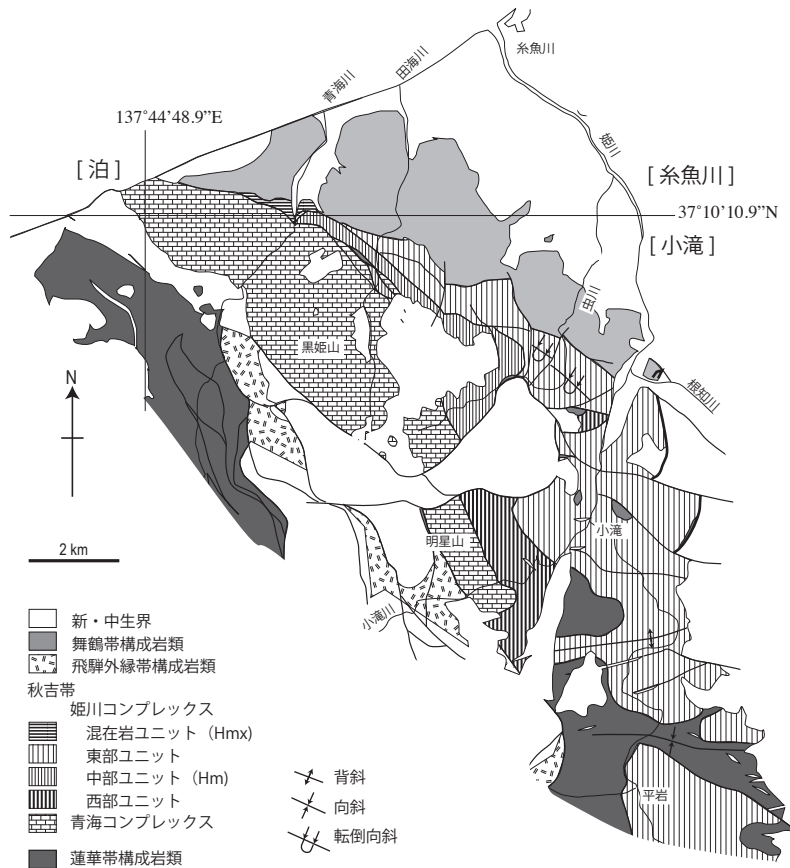 糸魚川
田海川
青海川
137°44'48.9”E
姫川
[ 泊 ]
[ 糸魚川 ]
37°10'10.9”N
[ 小滝 ]
虫川
黒姫山
根知川
N
小滝
明星山
2 km
小滝川
平岩
新・中生界
舞鶴帯構成岩類
飛騨外縁帯構成岩類
秋吉帯
姫川コンプレックス
混在岩ユニット（Hmx)
東部ユニット
中部ユニット（Hm)
西部ユニット
青海コンプレックス
蓮華帯構成岩類
背斜
向斜
転倒向斜